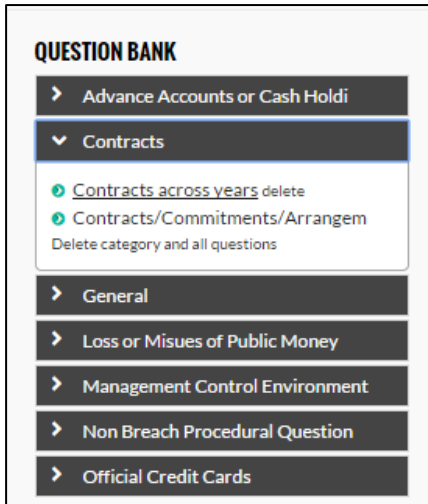 QUESTION BANK
Advance Accounts or Cash Holdi
Contracts
Contracts across years delete
Contracts/Commitments/Arrangem
Delete category and all questions
General
Loss or Misues of Public Money
Management Control Environment
Non Breach Procedural Question
Official Credit Cards